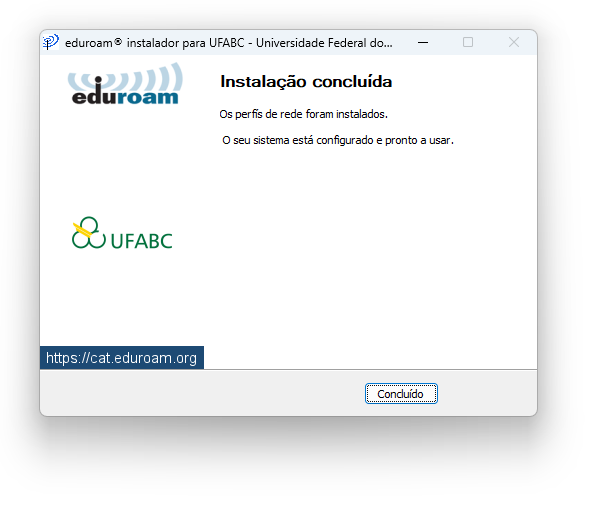 eduroam® instalador para UFABC - Universidade Federal do...
eduroam
Instalação concluída
Os perfís de rede foram instalados.
O seu sistema está configurado e pronto a usar.
UFABC
https://cat.eduroam.org
Concluído